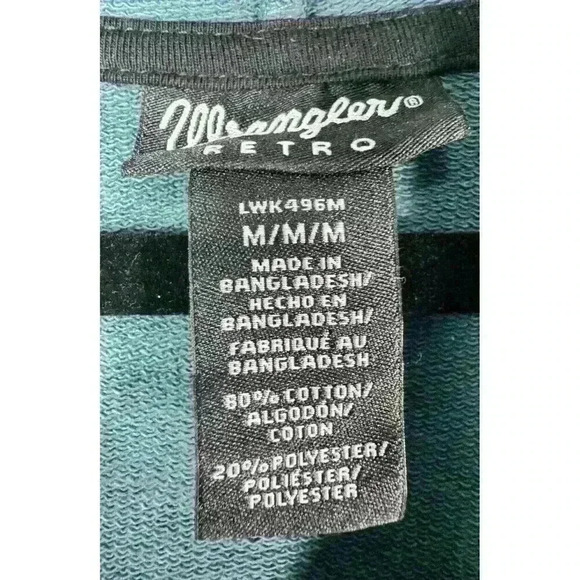 Wrangler®
RETRO
LWK496M
M/M/M
MADE IN
BANGLADESH/
HECHO EN
BANGLADESH/
FABRIQUÉ AU
BANGLADESH
80% COTTON/
ALGODÓN/
COTON
20% POLYESTER/
POLIÉSTER/
POLYESTER